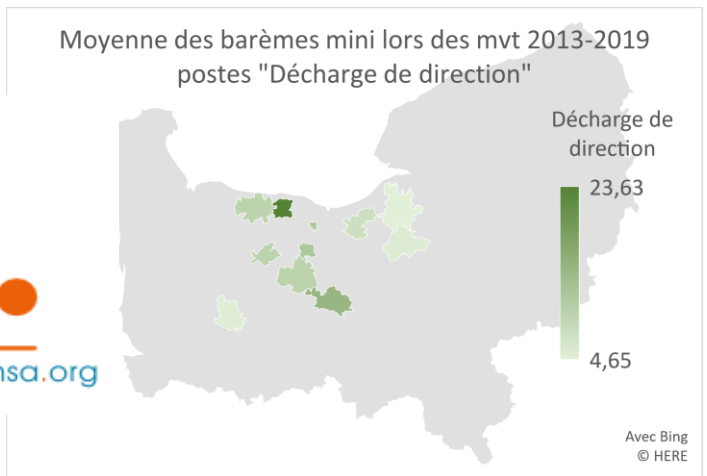 Moyenne des barèmes mini lors des mvt 2013-2019
postes "Décharge de direction"
Décharge de
direction
23,63
4,65
nsa.org
Avec Bing
© HERE